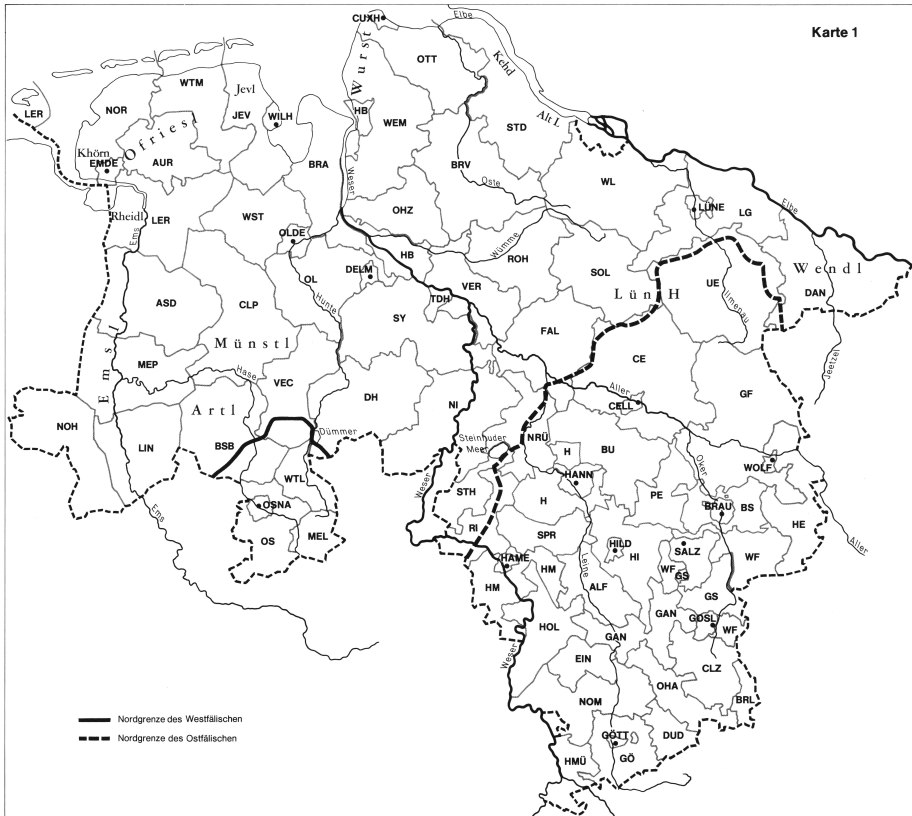 Karte 1
CUXH
Elbe
Kehd
OTT
Wurst
WTM
Jevl
LER
NOR
JEV
WILH
HB
WEM
STD
Alt L
Ofriesl
Khörn
EMDE
AUR
BRA
Weser
BRV
Oste
WL
LÜNE
LG
Elbe
Rheidl
LER
Ems
WST
OHZ
OLDE
Wümme
HB
ROH
SOL
Wendl
DAN
OL
DELM
VER
UE
ASD
CLP
Hunte
TDH
SY
LünH
Ilmenau
Münstl
FAL
CE
Jeetzel
MEP
Emsl
Hase
VEC
DH
NI
Aller
GF
CELL
NOH
Artl
LIN
BSB
Dümmer
Steinhuder
Meer
NRÜ
H
BU
Oker
WOLF
WTL
HANN
Weser
STH
H
PE
BRAU
BS
HE
Aller
OSNA
Ems
OS
MEL
RI
SPR
HILD
HI
SALZ
WF
HAME
HM
HM
Leine
ALF
WF
GS
GS
GAN
GOSL
WF
HOL
GAN
Weser
EIN
CLZ
OHA
BRL
NOM
GÖTT
GÖ
DUD
HMÜ
Nordgrenze des Westfälischen
Nordgrenze des Ostfälischen